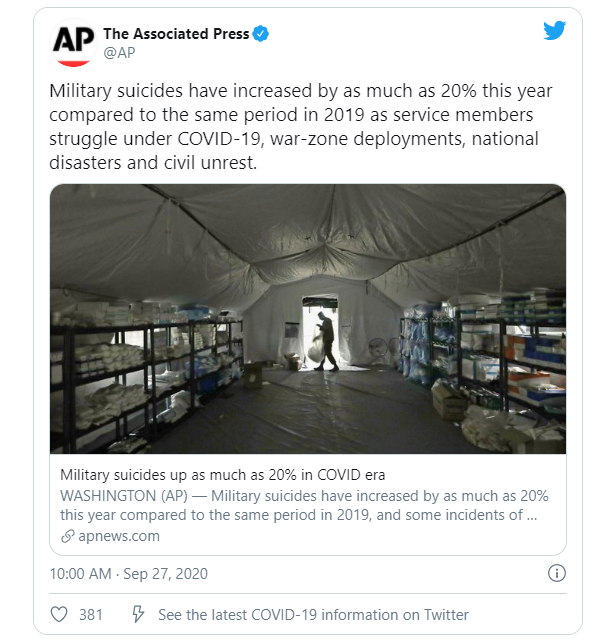 AP
The Associated Press
@AP
Military suicides have increased by as much as 20% this year
compared to the same period in 2019 as service members
struggle under COVID-19, war-zone deployments, national
disasters and civil unrest.
Military suicides up as much as 20% in COVID era
WASHINGTON (AP) — Military suicides have increased by as much as 20%
this year compared to the same period in 2019, and some incidents of ...
apnews.com
10:00 AM · Sep 27, 2020
381 See the latest COVID-19 information on Twitter